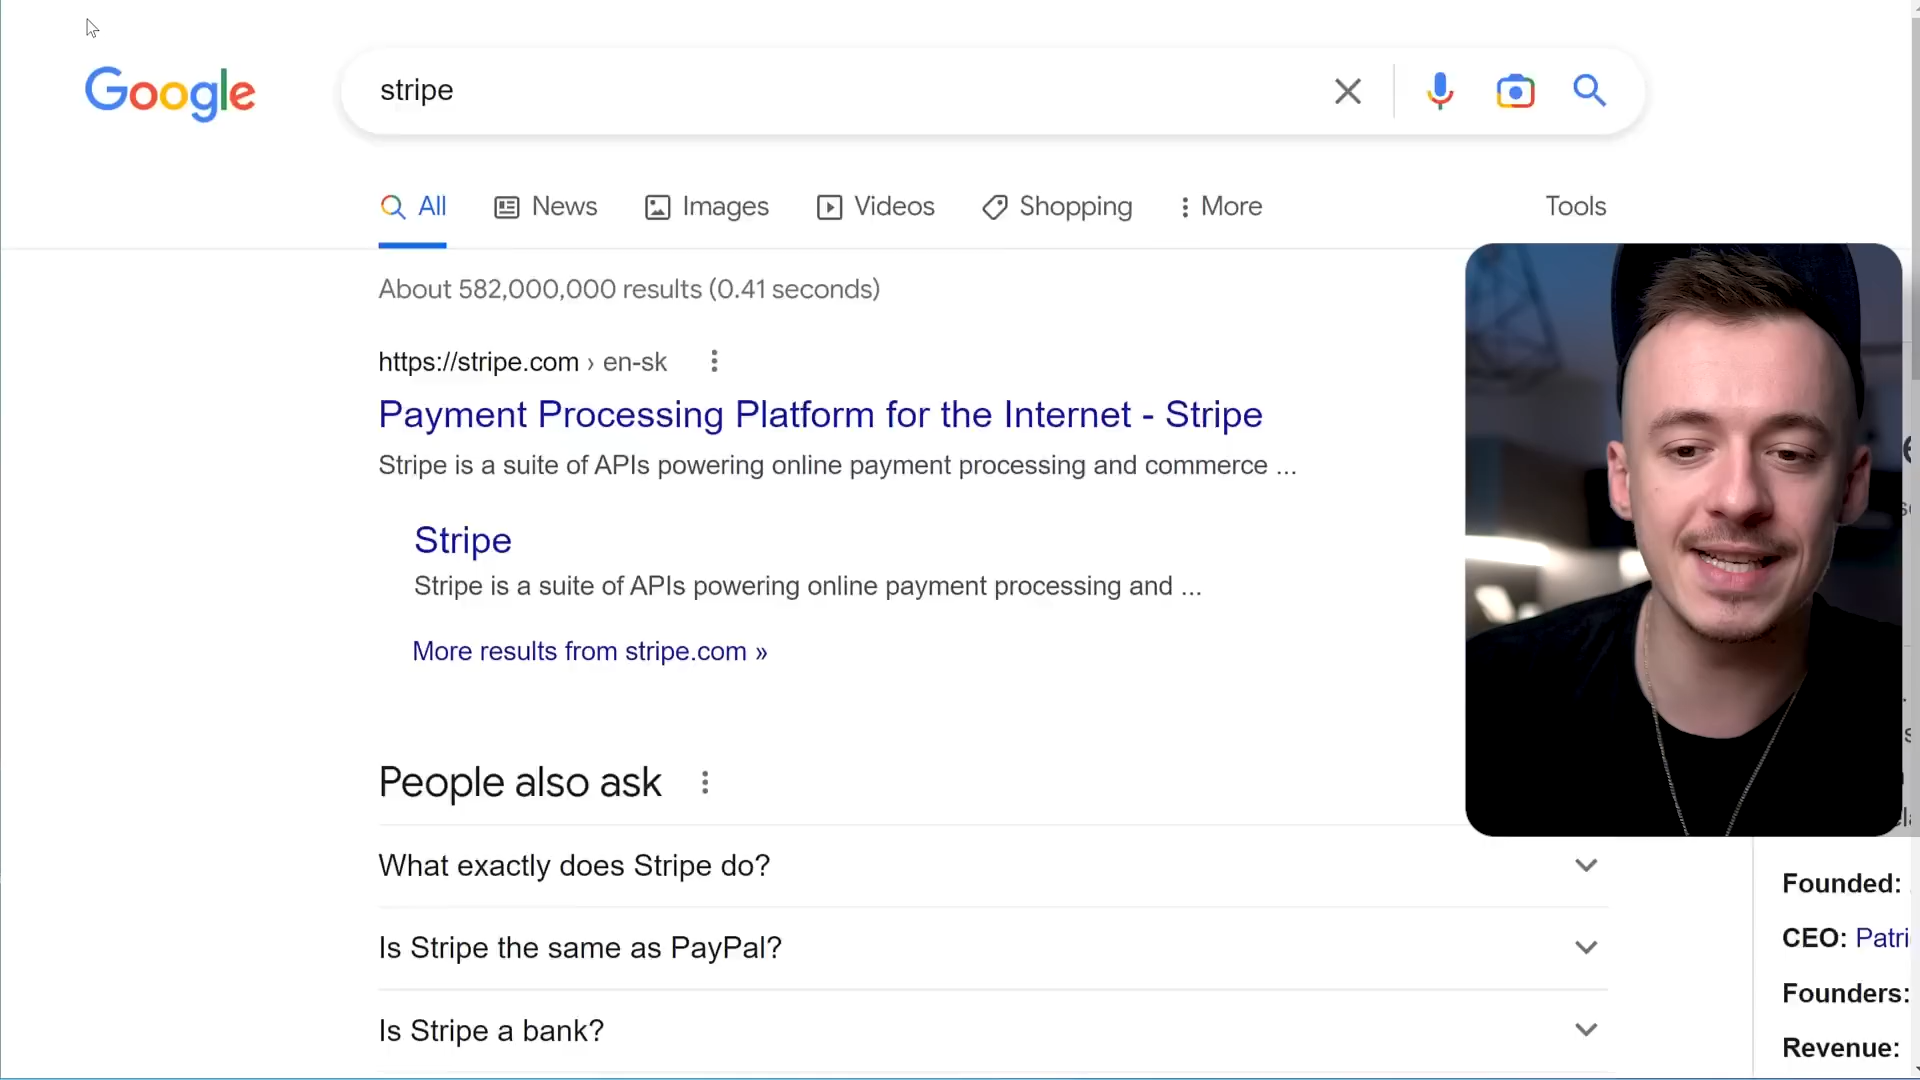 Google
stripe
All News Images Videos Shopping More Tools
About 582,000,000 results (0.41 seconds)
https://stripe.com › en-sk
Payment Processing Platform for the Internet - Stripe
Stripe is a suite of APIs powering online payment processing and commerce ...
Stripe
Stripe is a suite of APIs powering online payment processing and ...
More results from stripe.com »
People also ask
What exactly does Stripe do?
Is Stripe the same as PayPal?
Is Stripe a bank?
Founded:
CEO: Patri
Founders:
Revenue: